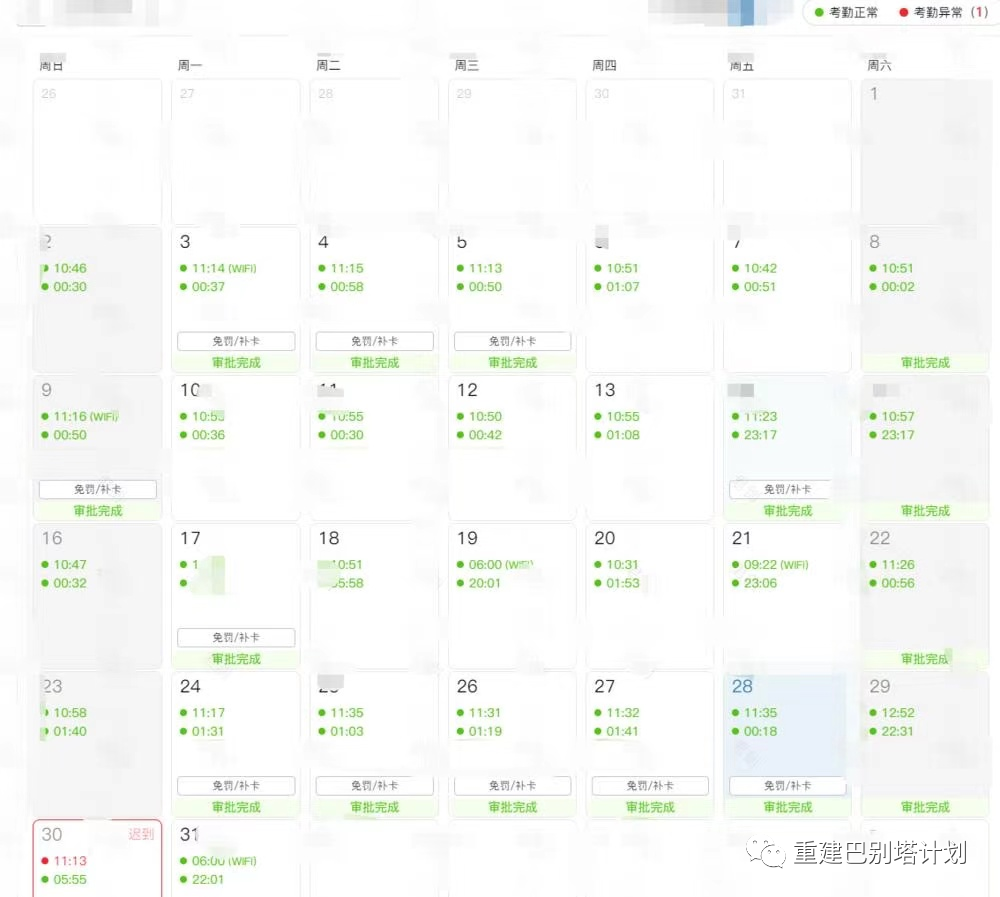 考勤正常 考勤异常 (1)
周日 周一 周二 周三 周四 周五 周六
26 27 28 29 30 31 1
2 3 4 5 7 8
10:46 11:14 (WIFI) 11:15 11:13 10:51 10:42 10:51
00:30 00:37 00:58 00:50 01:07 00:51 00:02
免罚/补卡 免罚/补卡 免罚/补卡
审批完成 审批完成 审批完成 审批完成
9 10 11 12 13
11:16 (WIFI) 10:55 10:50 10:55 11:23 10:57
00:50 00:36 00:30 00:42 01:08 23:17 23:17
免罚/补卡 免罚/补卡
审批完成 审批完成 审批完成
16 17 18 19 20 21 22
10:47 10:51 06:00 (WIFI) 10:31 09:22 (WIFI) 11:26
00:32 05:58 20:01 01:53 23:06 00:56
免罚/补卡
审批完成 审批完成
23 24 25 26 27 28 29
10:58 11:17 11:35 11:31 11:32 11:35 12:52
01:40 01:31 01:03 01:19 01:41 00:18 22:31
免罚/补卡 免罚/补卡 免罚/补卡 免罚/补卡 免罚/补卡
审批完成 审批完成 审批完成 审批完成 审批完成 审批完成
30 迟到 31
11:13 06:00 (WIFI)
05:55 22:01
重建巴别塔计划